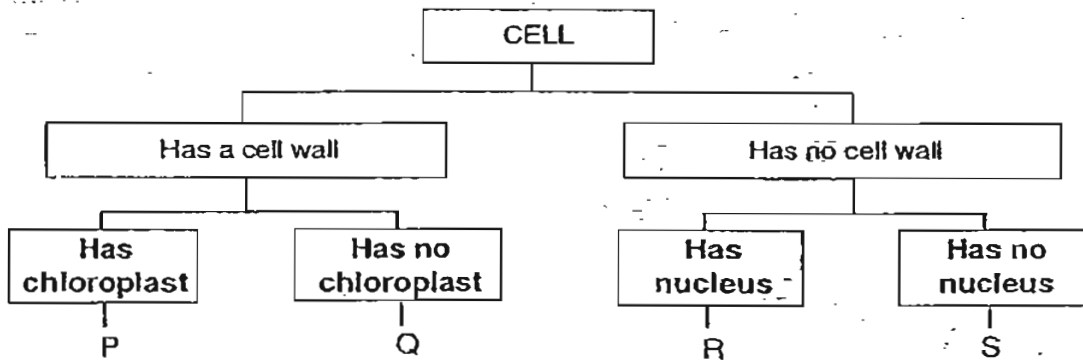 CELL
Has a cell wall
Has no cell wall
Has
chloroplast
Has no
chloroplast
Has
nucleus
Has no
nucleus
P
Q
R
S